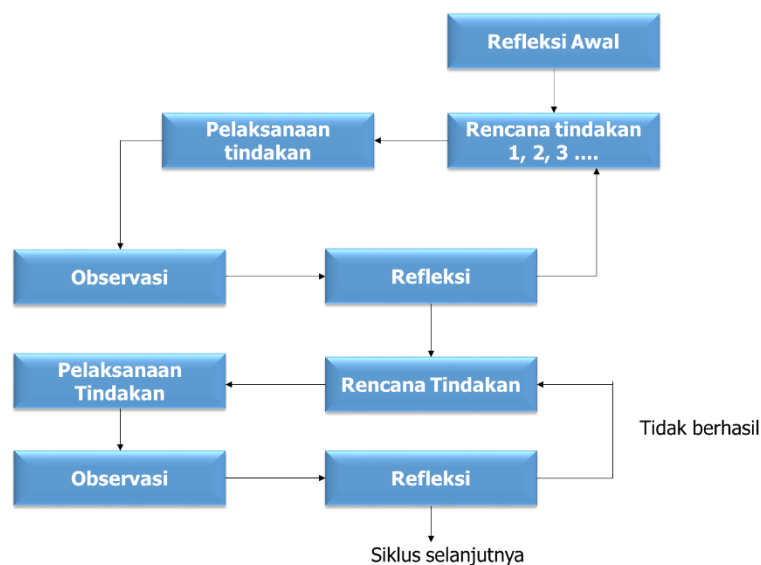 Refleksi Awal
Pelaksanaan
tindakan
Rencana tindakan
1, 2, 3 ....
Observasi
Refleksi
Pelaksanaan
Tindakan
Rencana Tindakan
Tidak berhasil
Observasi
Refleksi
Siklus selanjutnya